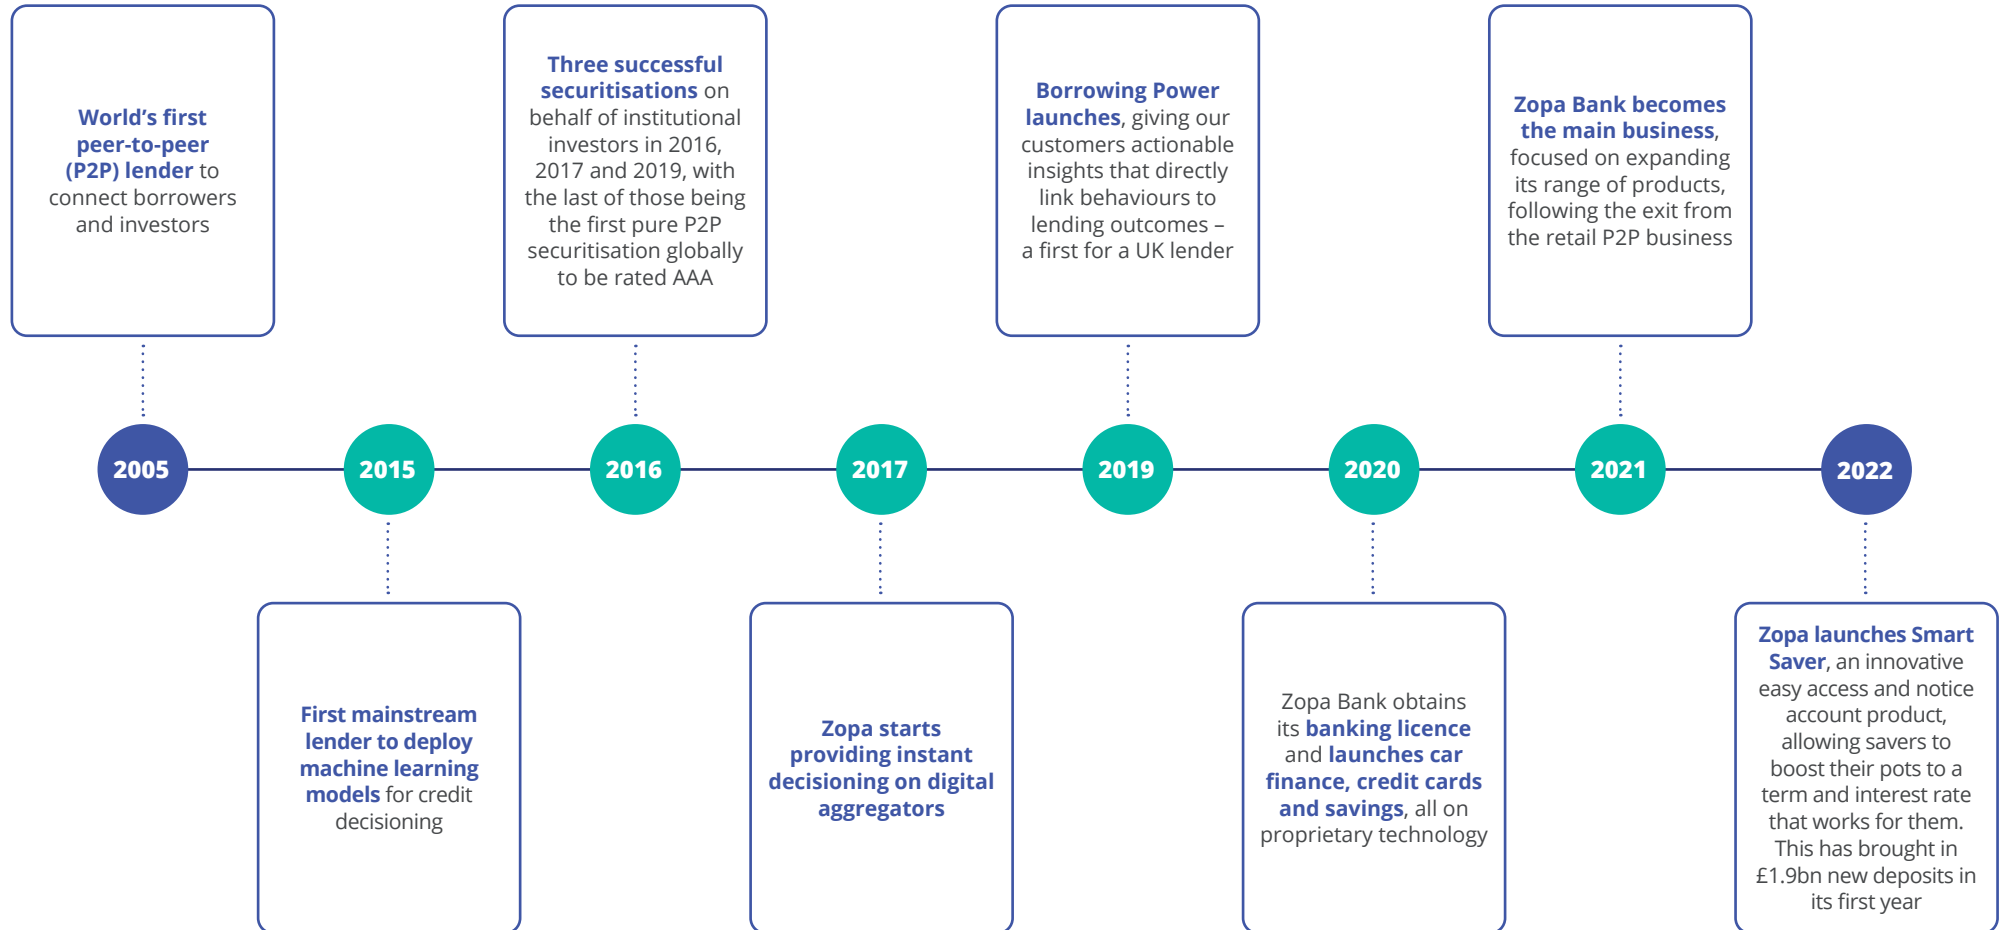 World’s first
peer-to-peer
(P2P) lender to
connect borrowers
and investors
Three successful
securitisations on
behalf of institutional
investors in 2016,
2017 and 2019, with
the last of those being
the first pure P2P
securitisation globally
to be rated AAA
Borrowing Power
launches, giving our
customers actionable
insights that directly
link behaviours to
lending outcomes –
a first for a UK lender
Zopa Bank becomes
the main business,
focused on expanding
its range of products,
following the exit from
the retail P2P business
2005
2015
2016
2017
2019
2020
2021
2022
First mainstream
lender to deploy
machine learning
models for credit
decisioning
Zopa starts
providing instant
decisioning on digital
aggregators
Zopa Bank obtains
its banking licence
and launches car
finance, credit cards
and savings, all on
proprietary technology
Zopa launches Smart
Saver, an innovative
easy access and notice
account product,
allowing savers to
boost their pots to a
term and interest rate
that works for them.
This has brought in
£1.9bn new deposits in
its first year